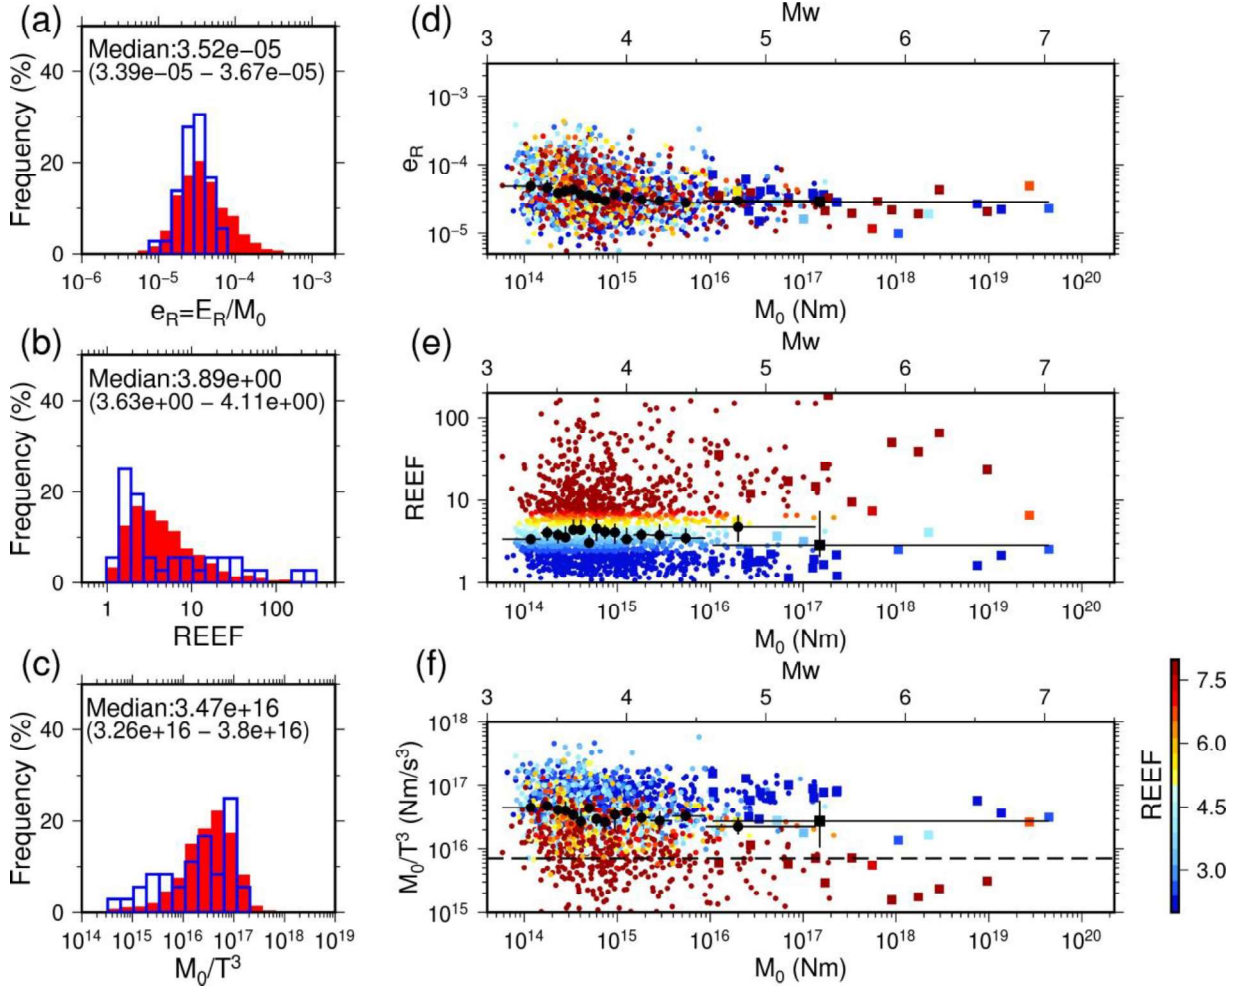 (a)
Median:3.52e−05
(3.39e−05 − 3.67e−05)
Frequency (%)
40
20
0
10⁻⁶ 10⁻⁵ 10⁻⁴ 10⁻³
e_R=E_R/M₀
(b)
Median:3.89e+00
(3.63e+00 − 4.11e+00)
Frequency (%)
40
20
0
1 10 100
REEF
(c)
Median:3.47e+16
(3.26e+16 − 3.8e+16)
Frequency (%)
40
20
0
10¹⁴ 10¹⁵ 10¹⁶ 10¹⁷ 10¹⁸ 10¹⁹
M₀/T³
(d)
Mw
3 4 5 6 7
e_R
10⁻³
10⁻⁴
10⁻⁵
10¹⁴ 10¹⁵ 10¹⁶ 10¹⁷ 10¹⁸ 10¹⁹ 10²⁰
M₀ (Nm)
(e)
Mw
3 4 5 6 7
REEF
100
10
1
10¹⁴ 10¹⁵ 10¹⁶ 10¹⁷ 10¹⁸ 10¹⁹ 10²⁰
M₀ (Nm)
(f)
Mw
3 4 5 6 7
M₀/T³ (Nm/s³)
10¹⁸
10¹⁷
10¹⁶
10¹⁵
10¹⁴ 10¹⁵ 10¹⁶ 10¹⁷ 10¹⁸ 10¹⁹ 10²⁰
M₀ (Nm)
REEF
7.5
6.0
4.5
3.0